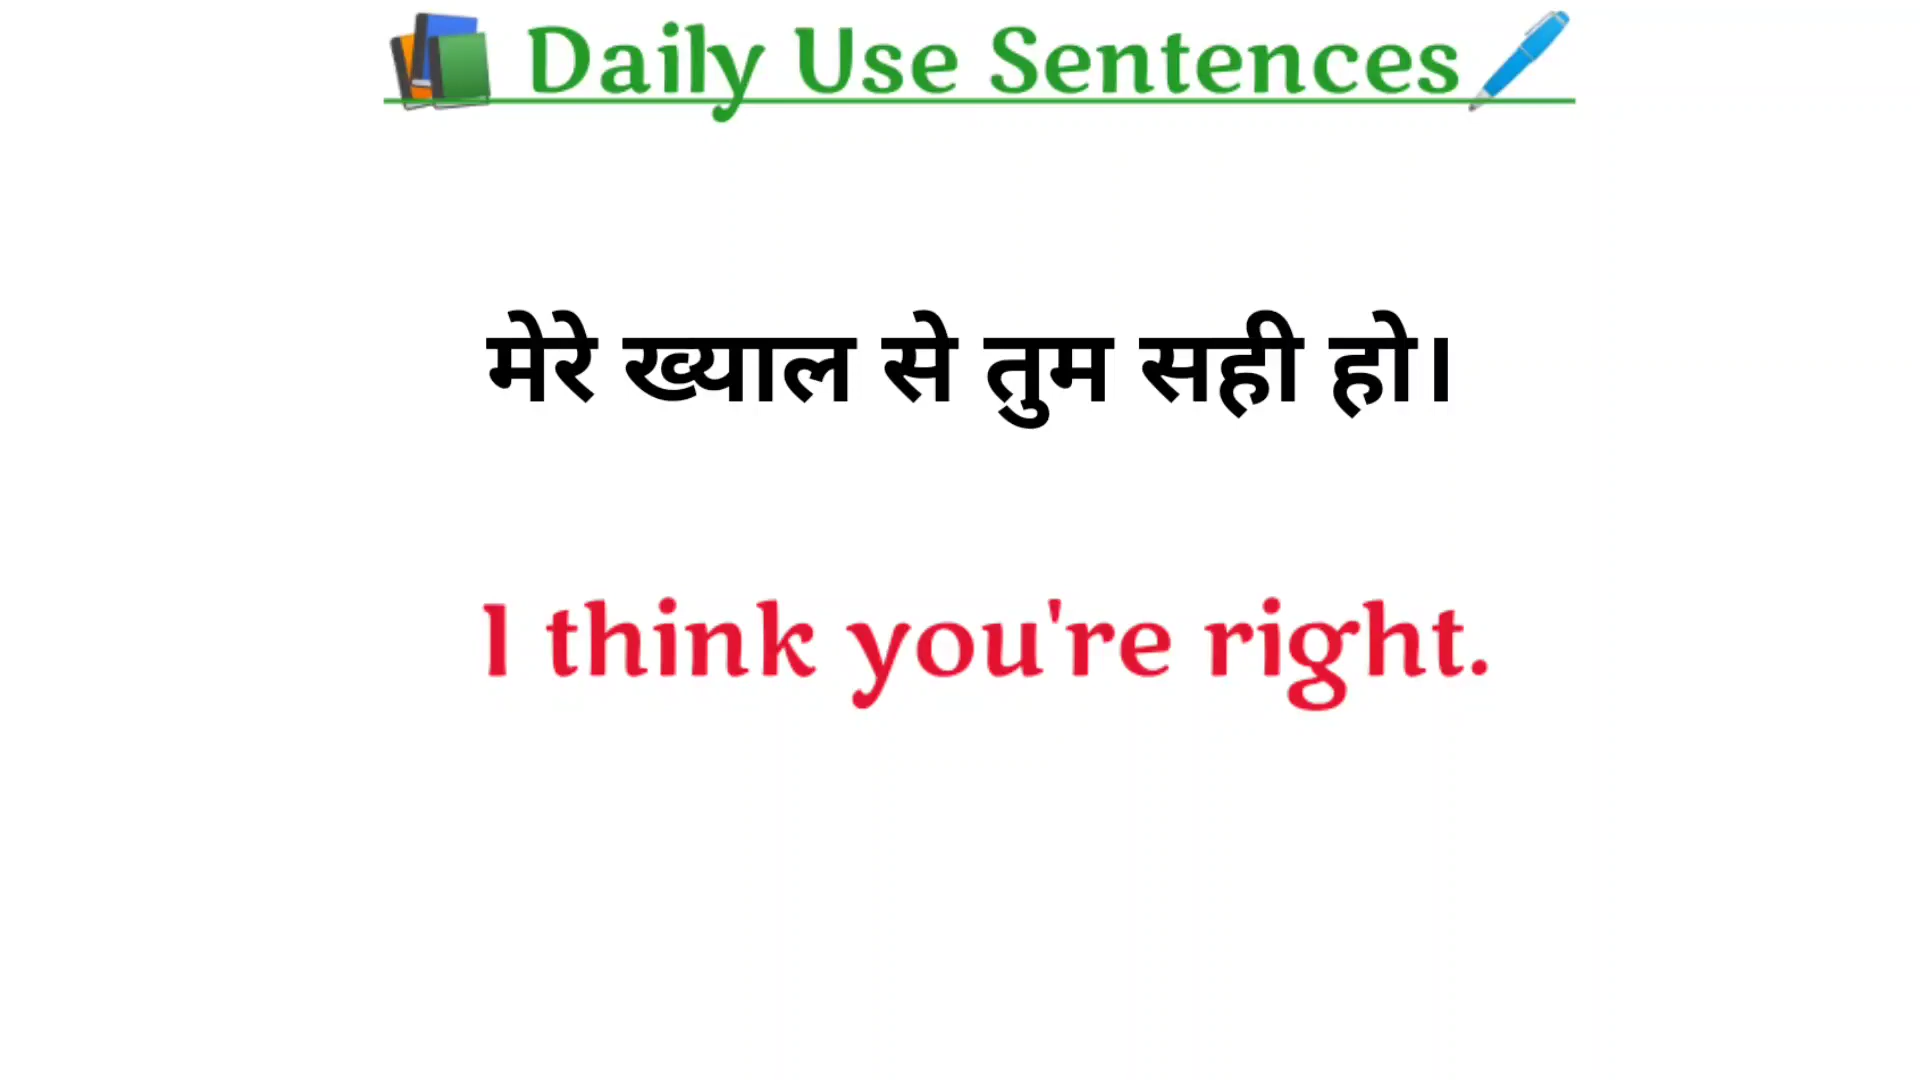 Daily Use Sentences
मेरे ख्याल से तुम सही हो।
I think you're right.